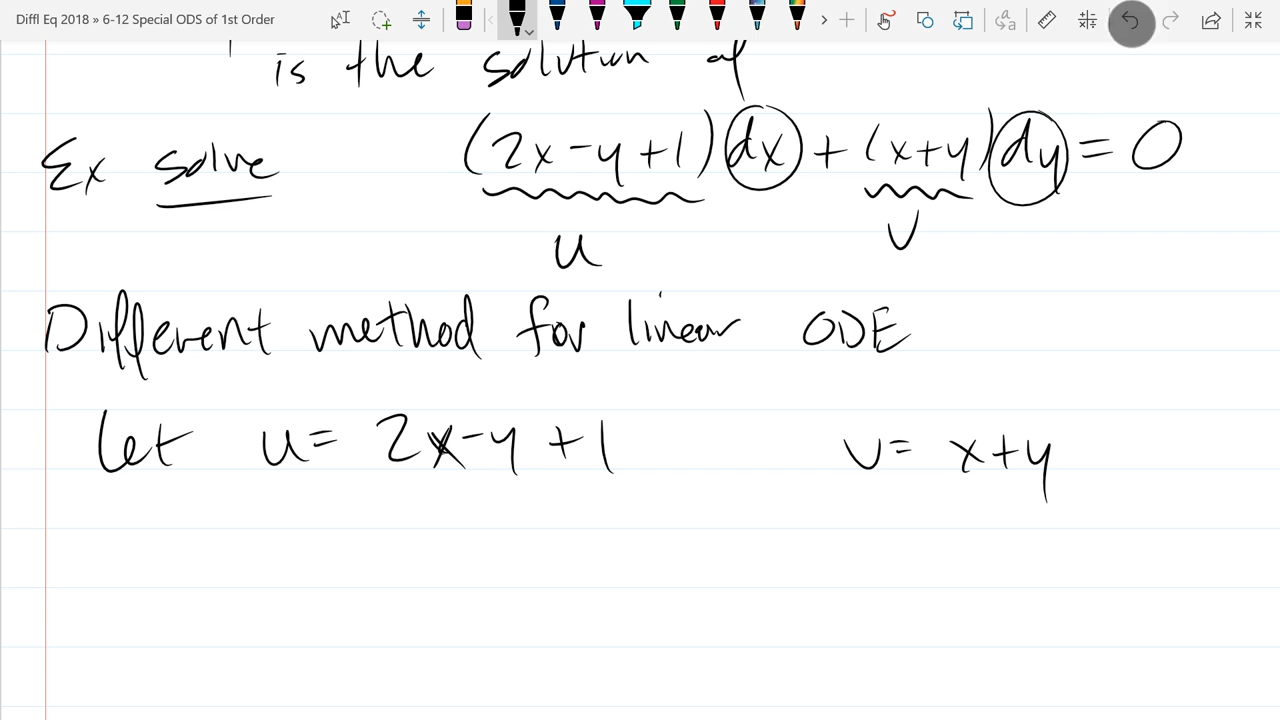 Diffl Eq 2018 » 6-12 Special ODS of 1st Order
is the solution of
Ex solve (2x-y+1)dx+(x+y)dy=0
u v
Different method for linear ODE
Let u= 2x-y+1 v= x+y